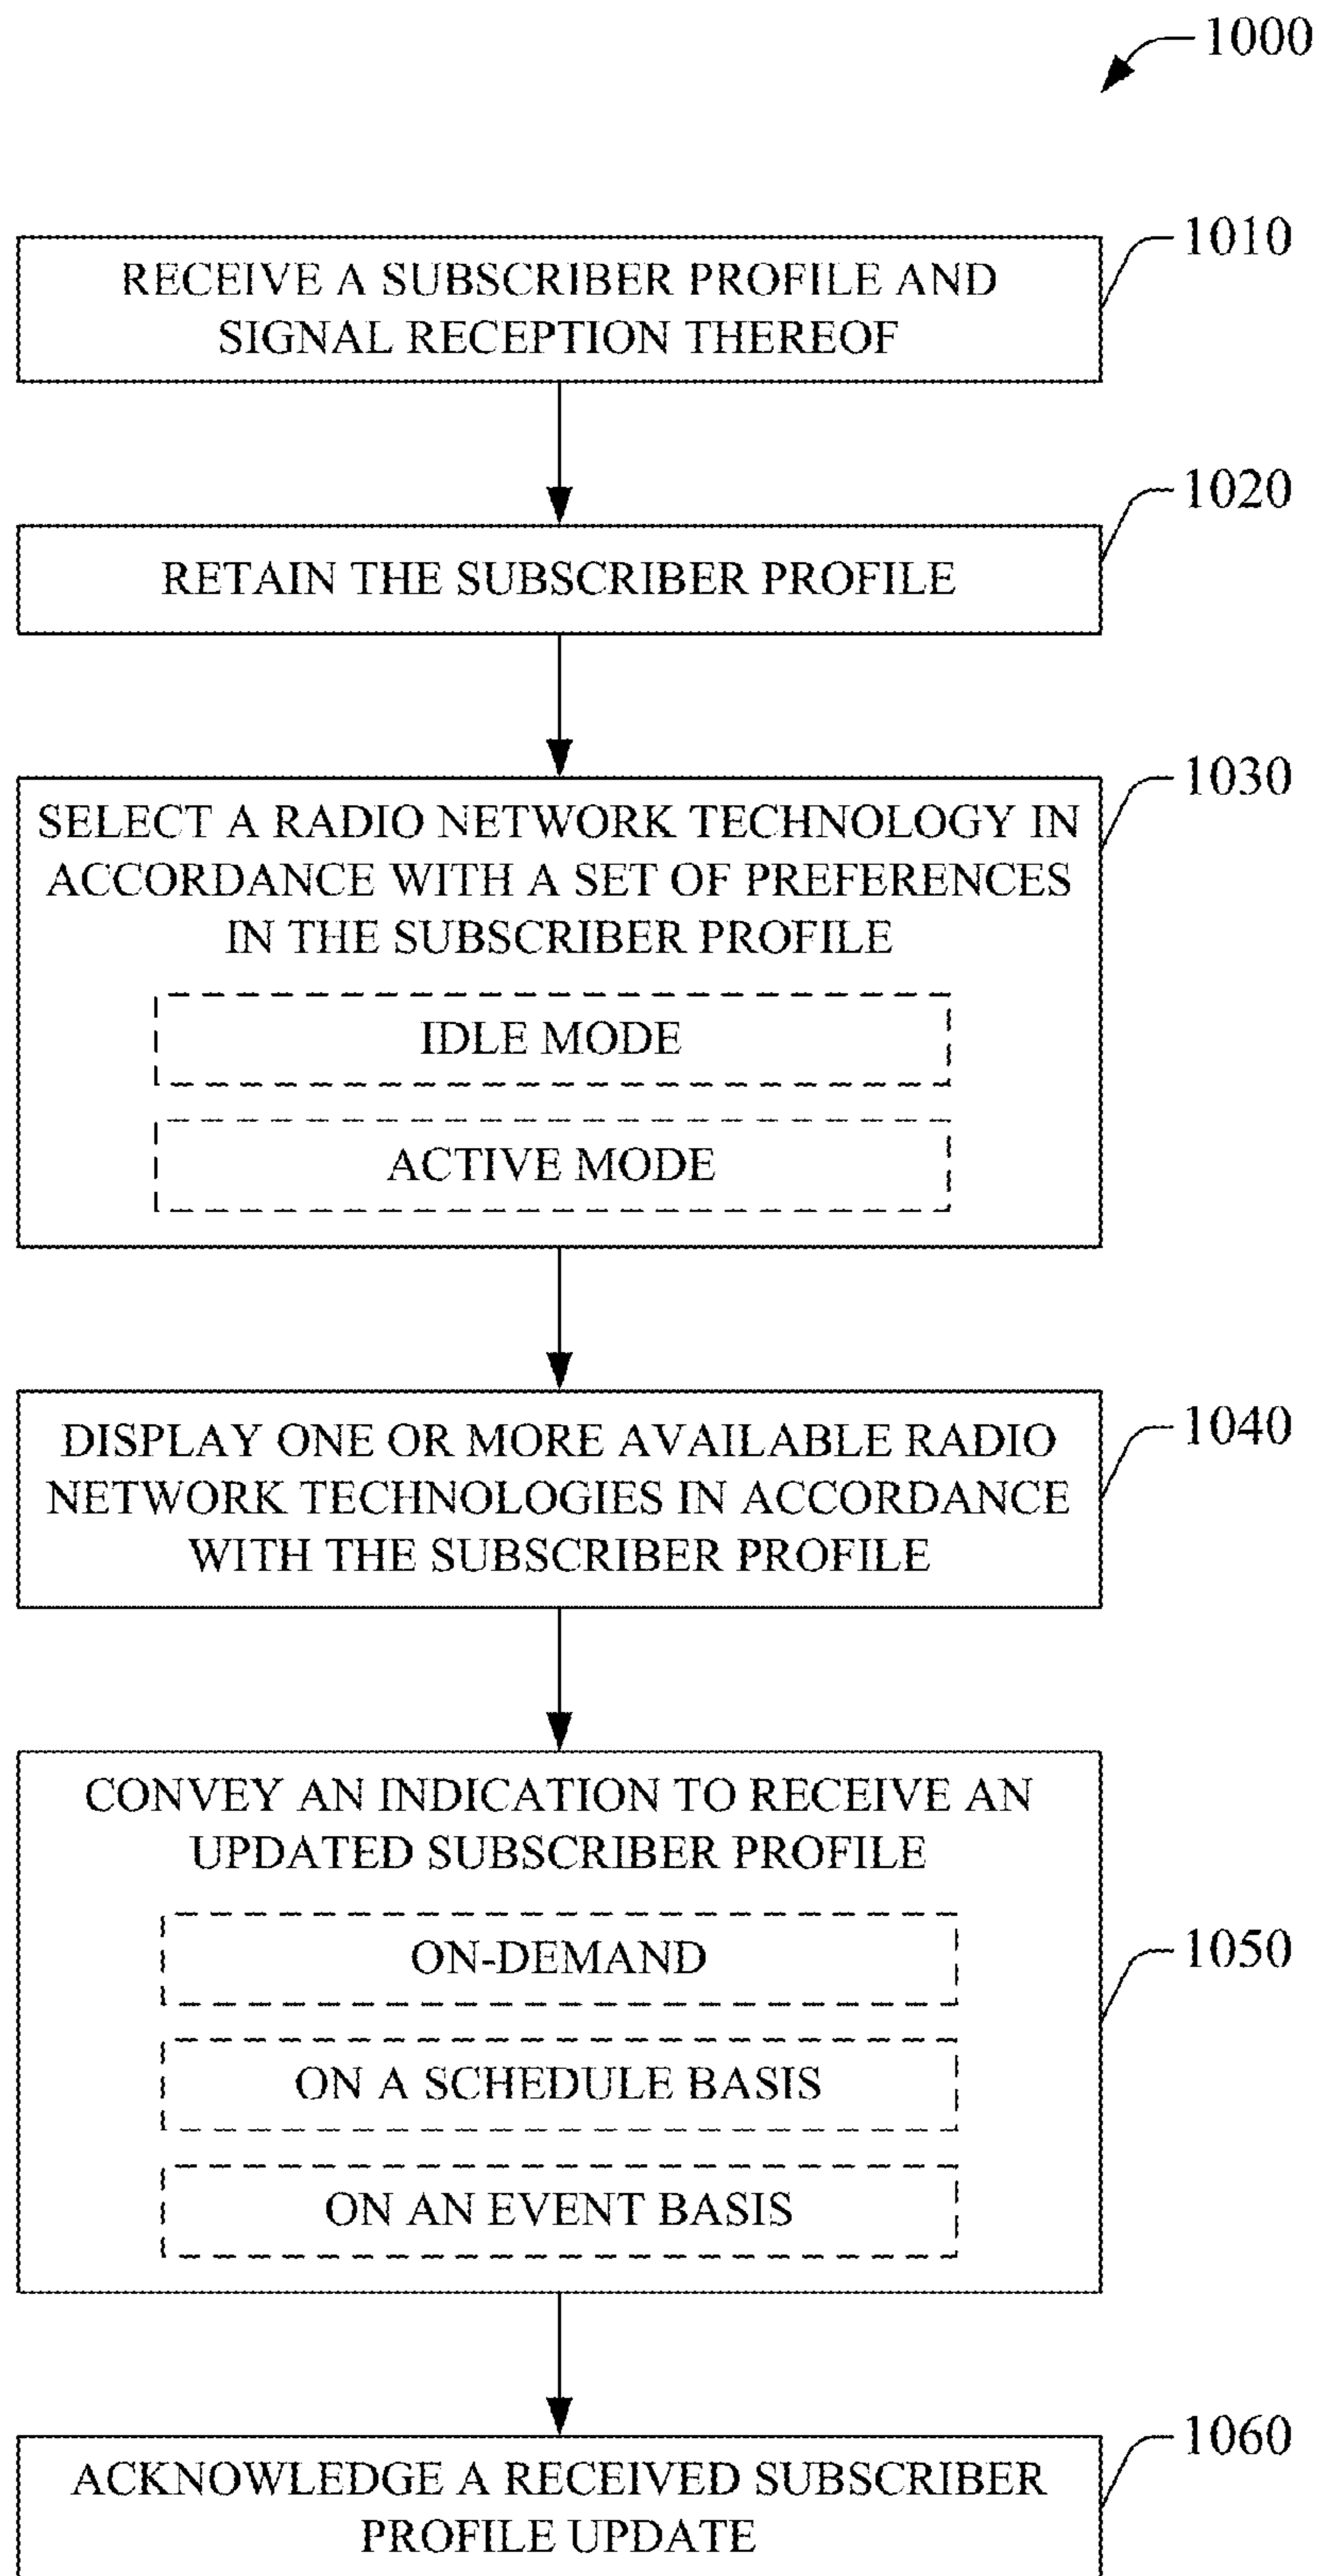 1000
1010
RECEIVE A SUBSCRIBER PROFILE AND
SIGNAL RECEPTION THEREOF
1020
RETAIN THE SUBSCRIBER PROFILE
1030
SELECT A RADIO NETWORK TECHNOLOGY IN
ACCORDANCE WITH A SET OF PREFERENCES
IN THE SUBSCRIBER PROFILE
IDLE MODE
ACTIVE MODE
1040
DISPLAY ONE OR MORE AVAILABLE RADIO
NETWORK TECHNOLOGIES IN ACCORDANCE
WITH THE SUBSCRIBER PROFILE
CONVEY AN INDICATION TO RECEIVE AN
UPDATED SUBSCRIBER PROFILE
1050
ON-DEMAND
ON A SCHEDULE BASIS
ON AN EVENT BASIS
1060
ACKNOWLEDGE A RECEIVED SUBSCRIBER
PROFILE UPDATE